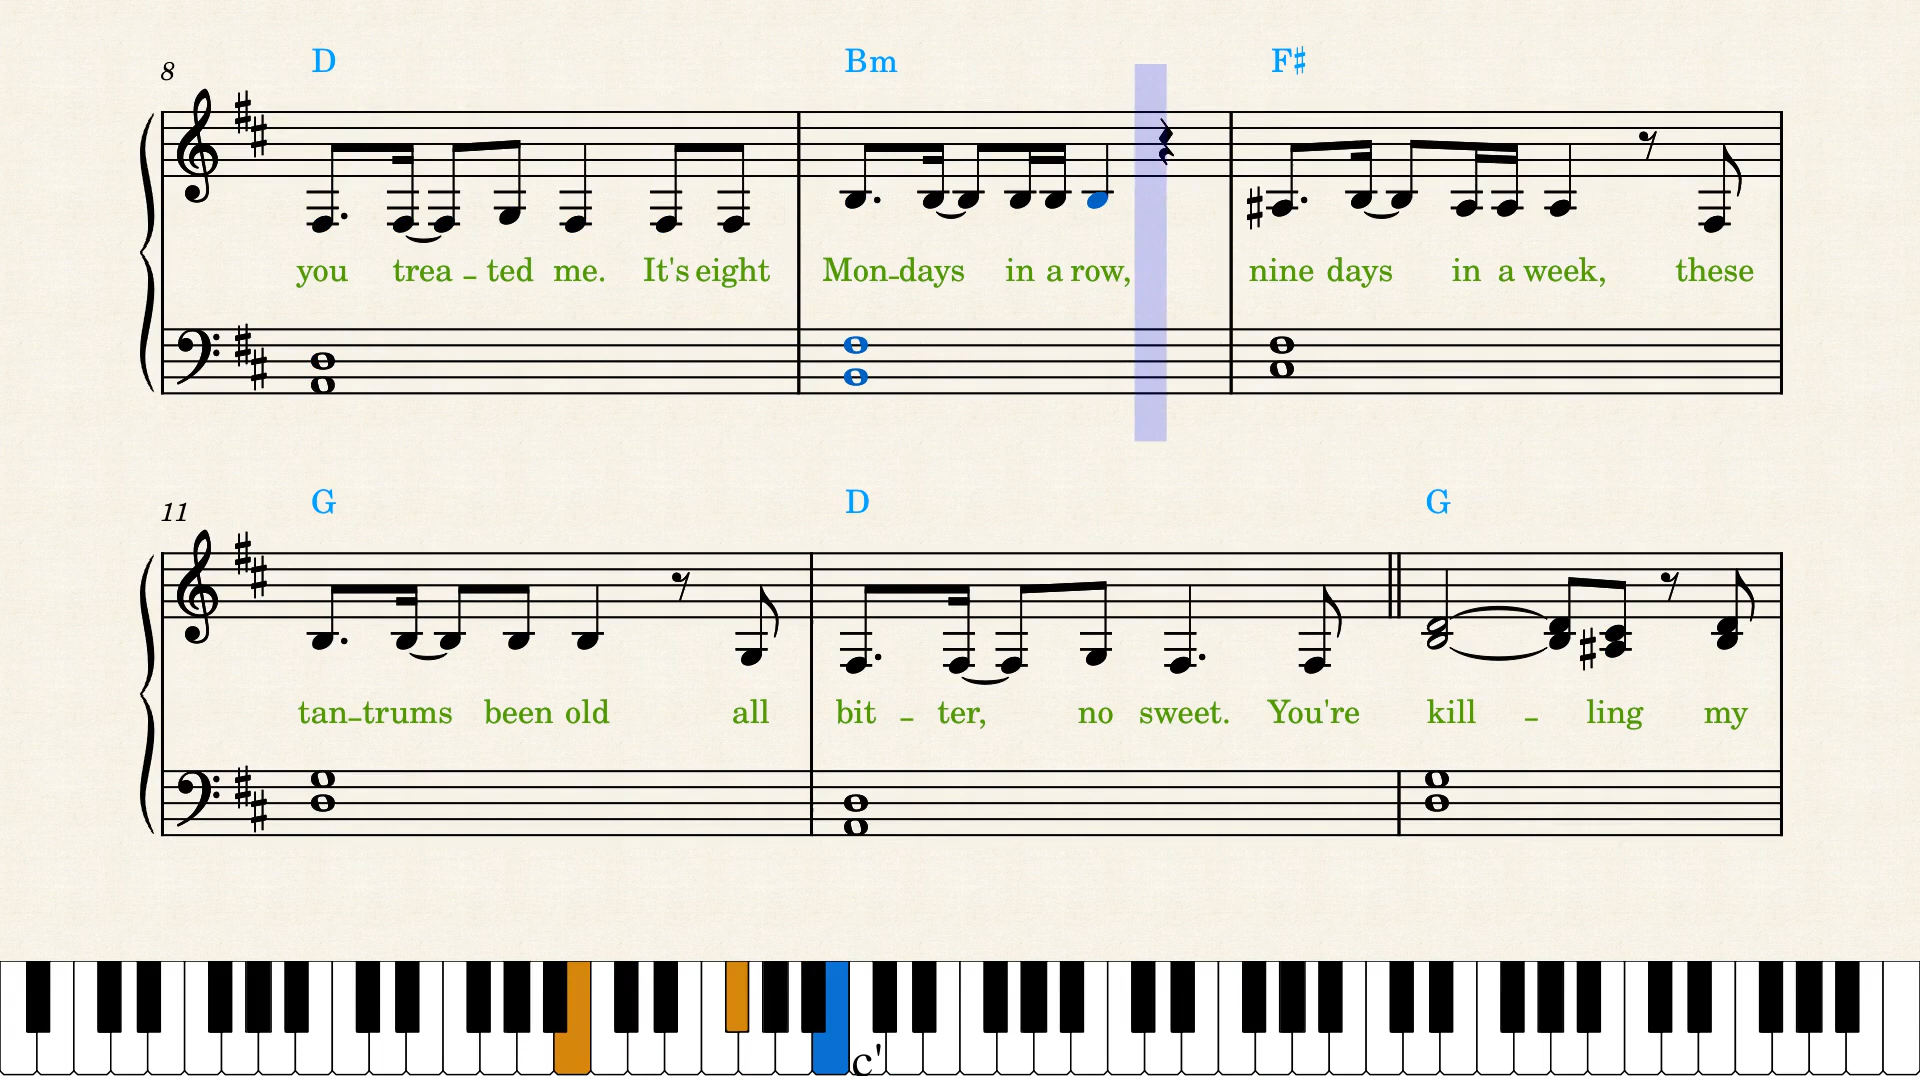 8 D Bm F♯
you trea - ted me. It's eight Mon-days in a row, nine days in a week, these
11 G D G
tan-trums been old all bit - ter, no sweet. You're kill - ling my
c'